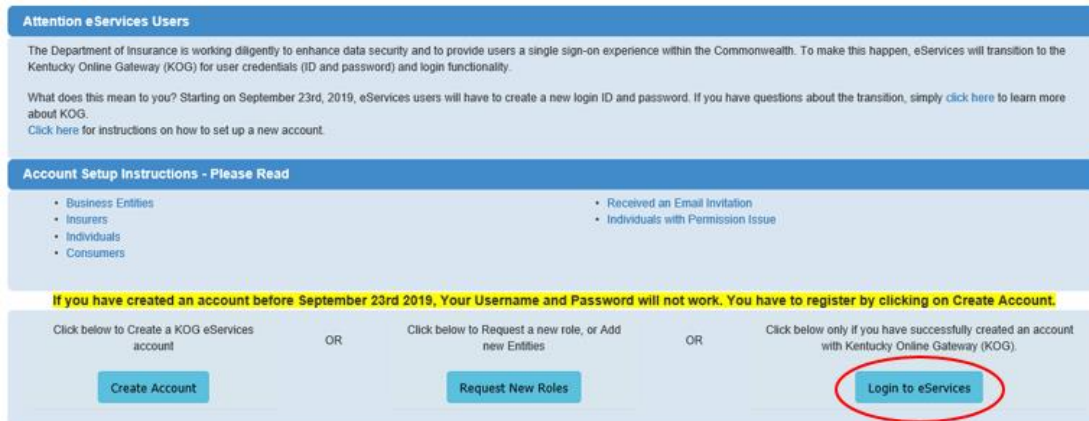 Attention eServices Users
The Department of Insurance is working diligently to enhance data security and to provide users a single sign-on experience within the Commonwealth. To make this happen, eServices will transition to the
Kentucky Online Gateway (KOG) for user credentials (ID and password) and login functionality.
What does this mean to you? Starting on September 23rd, 2019, eServices users will have to create a new login ID and password. If you have questions about the transition, simply click here to learn more
about KOG.
Click here for instructions on how to set up a new account.
Account Setup Instructions - Please Read
• Business Entities
• Insurers
• Individuals
• Consumers
• Received an Email Invitation
• Individuals with Permission Issue
If you have created an account before September 23rd 2019, Your Username and Password will not work. You have to register by clicking on Create Account.
Click below to Create a KOG eServices
account
Create Account
OR
Click below to Request a new role, or Add
new Entities
Request New Roles
OR
Click below only if you have successfully created an account
with Kentucky Online Gateway (KOG).
Login to eServices